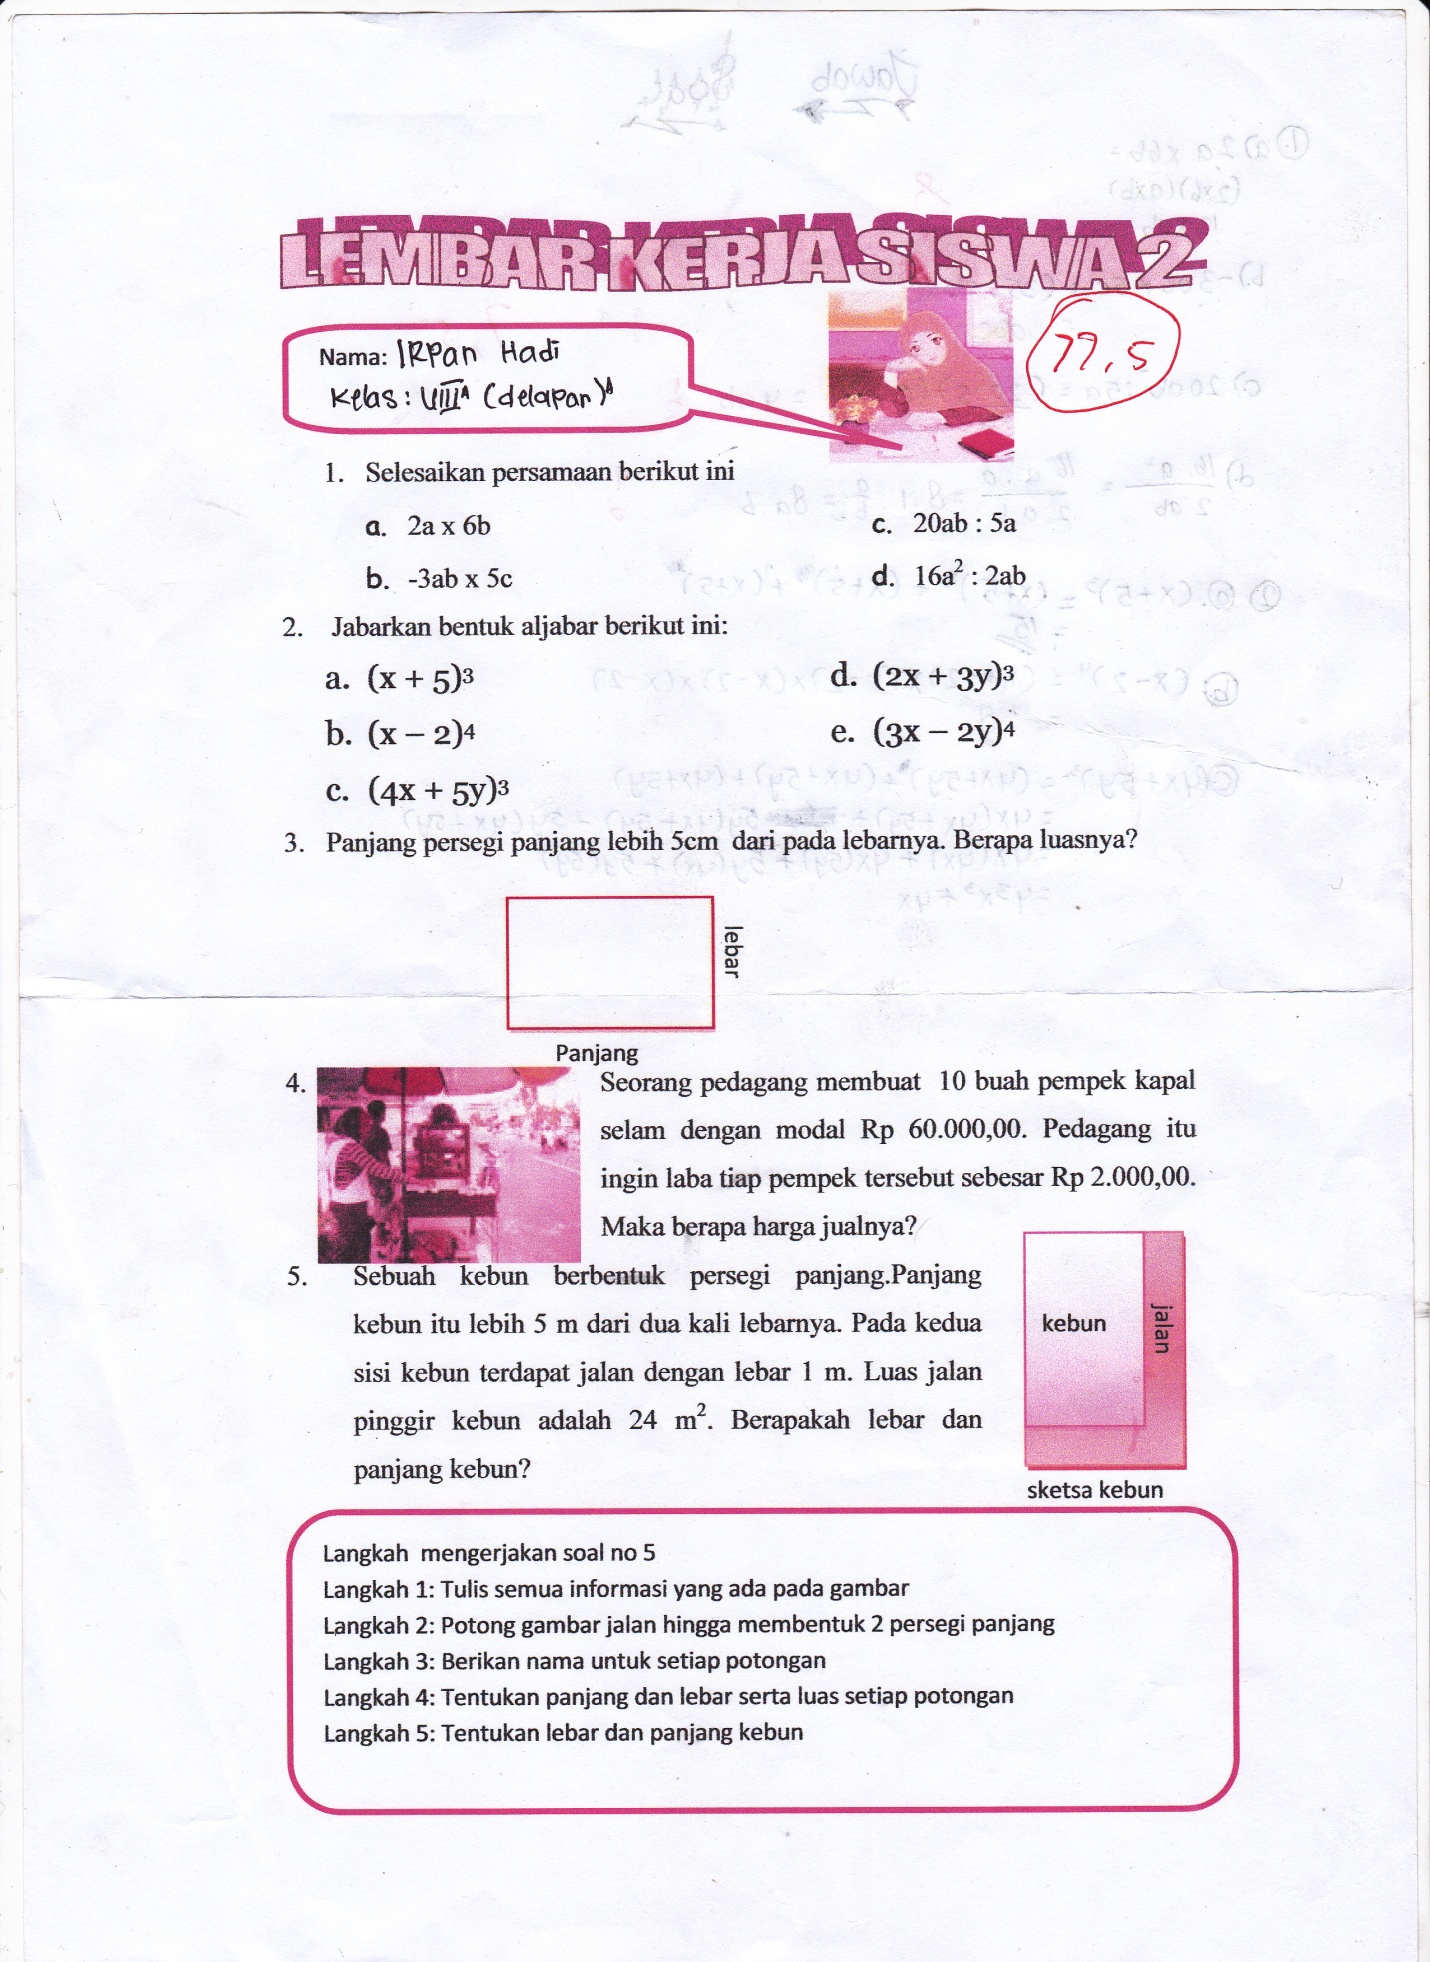 LEMBAR KERJA SISWA 2
Nama: IRPan Hadi
Kelas: VIII A (delapan) A
77,5
1. Selesaikan persamaan berikut ini
a. 2a x 6b
c. 20ab : 5a
b. -3ab x 5c
d. 16a² : 2ab
2. Jabarkan bentuk aljabar berikut ini:
a. (x + 5)³
d. (2x + 3y)³
b. (x – 2)⁴
e. (3x – 2y)⁴
c. (4x + 5y)³
3. Panjang persegi panjang lebih 5cm dari pada lebarnya. Berapa luasnya?
lebar
Panjang
4. Seorang pedagang membuat 10 buah pempek kapal
selam dengan modal Rp 60.000,00. Pedagang itu
ingin laba tiap pempek tersebut sebesar Rp 2.000,00.
Maka berapa harga jualnya?
5. Sebuah kebun berbentuk persegi panjang.Panjang
kebun itu lebih 5 m dari dua kali lebarnya. Pada kedua
sisi kebun terdapat jalan dengan lebar 1 m. Luas jalan
pinggir kebun adalah 24 m². Berapakah lebar dan
panjang kebun?
kebun
jalan
sketsa kebun
Langkah mengerjakan soal no 5
Langkah 1: Tulis semua informasi yang ada pada gambar
Langkah 2: Potong gambar jalan hingga membentuk 2 persegi panjang
Langkah 3: Berikan nama untuk setiap potongan
Langkah 4: Tentukan panjang dan lebar serta luas setiap potongan
Langkah 5: Tentukan lebar dan panjang kebun